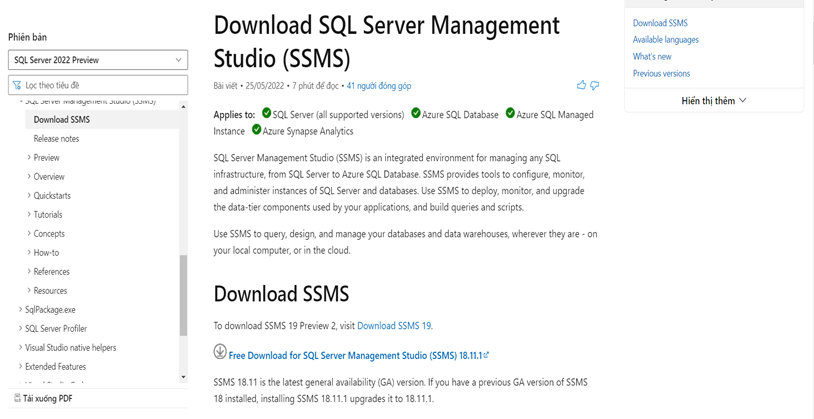 Phiên bản
SQL Server 2022 Preview
Lọc theo tiêu đề
SQL Server Management Studio (SSMS)
Download SSMS
Release notes
Preview
Overview
Quickstarts
Tutorials
Concepts
How-to
References
Resources
SqlPackage.exe
SQL Server Profiler
Visual Studio native helpers
Extended Features
Tải xuống PDF
Download SQL Server Management
Studio (SSMS)
Bài viết • 25/05/2022 • 7 phút để đọc • 41 người đóng góp
Applies to: SQL Server (all supported versions) Azure SQL Database Azure SQL Managed
Instance Azure Synapse Analytics
SQL Server Management Studio (SSMS) is an integrated environment for managing any SQL
infrastructure, from SQL Server to Azure SQL Database. SSMS provides tools to configure, monitor,
and administer instances of SQL Server and databases. Use SSMS to deploy, monitor, and upgrade
the data-tier components used by your applications, and build queries and scripts.
Use SSMS to query, design, and manage your databases and data warehouses, wherever they are - on
your local computer, or in the cloud.
Download SSMS
To download SSMS 19 Preview 2, visit Download SSMS 19.
Free Download for SQL Server Management Studio (SSMS) 18.11.1
SSMS 18.11 is the latest general availability (GA) version. If you have a previous GA version of SSMS
18 installed, installing SSMS 18.11.1 upgrades it to 18.11.1.
Download SSMS
Available languages
What's new
Previous versions
Hiển thị thêm